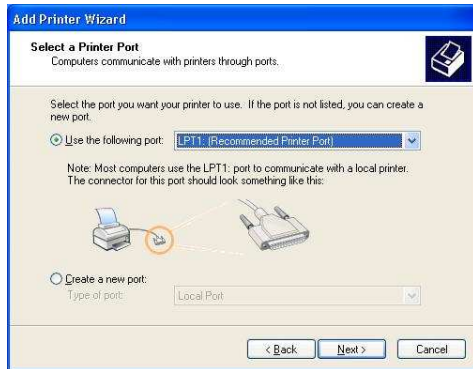 Add Printer Wizard
Select a Printer Port
Computers communicate with printers through ports.
Select the port you want your printer to use. If the port is not listed, you can create a
new port.
Use the following port: LPT1: (Recommended Printer Port)
Note: Most computers use the LPT1: port to communicate with a local printer.
The connector for this port should look something like this:
Create a new port:
Type of port: Local Port
< Back Next > Cancel